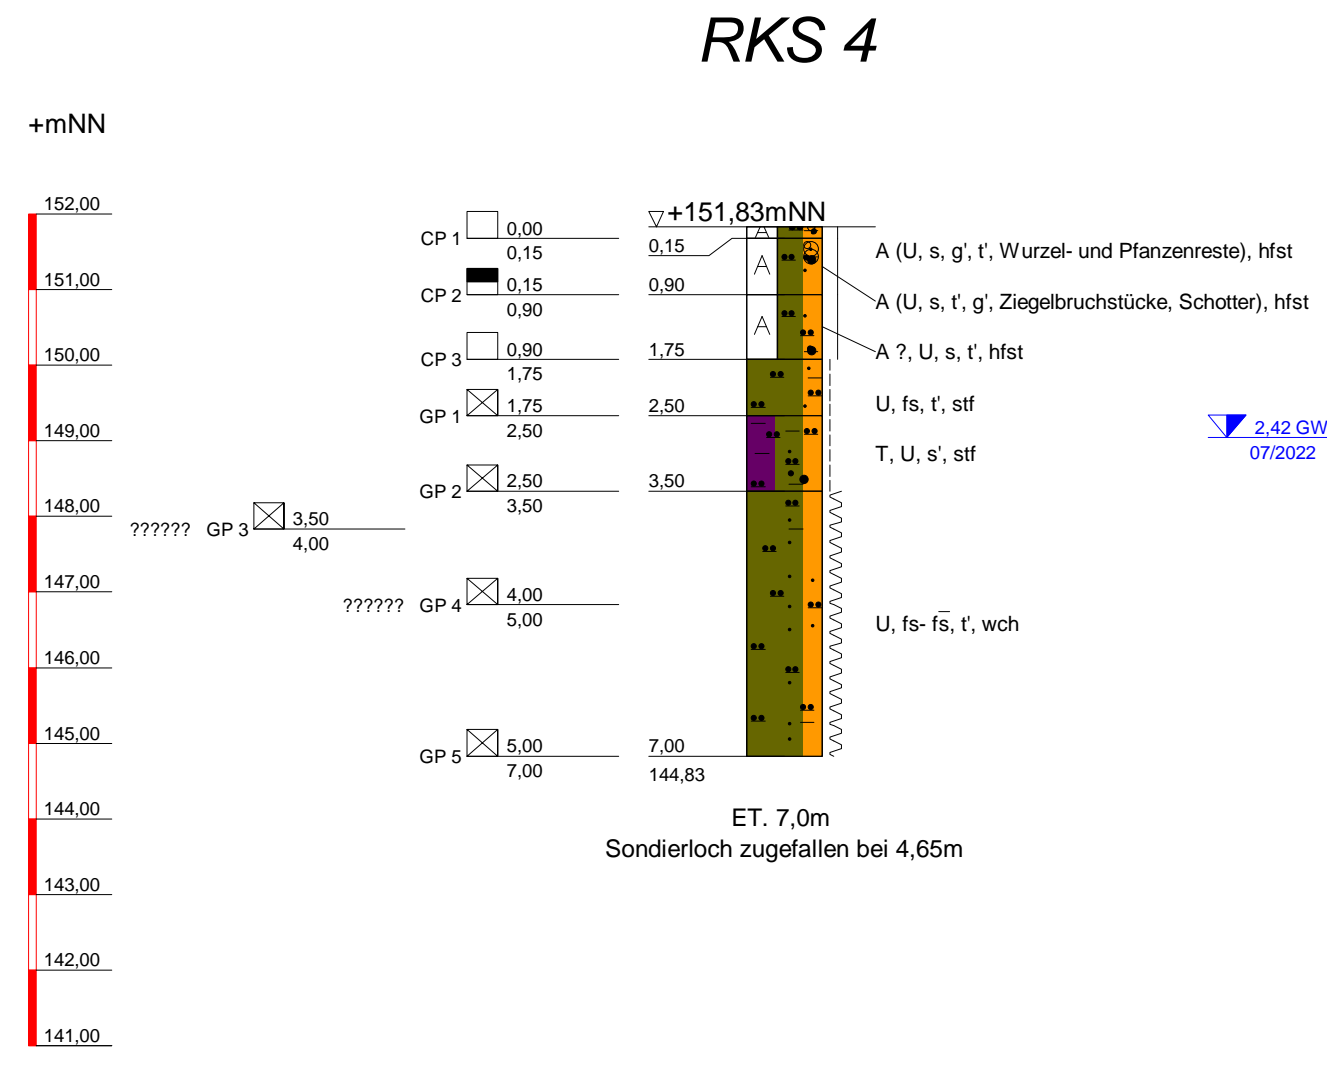 RKS 4
+mNN
152,00
151,00
150,00
149,00
148,00
147,00
146,00
145,00
144,00
143,00
142,00
141,00
CP 1 0,00
0,15
CP 2 0,15
0,90
CP 3 0,90
1,75
GP 1 1,75
2,50
GP 2 2,50
3,50
?????? GP 3 3,50
4,00
?????? GP 4 4,00
5,00
GP 5 5,00
7,00
+151,83mNN
0,15
0,90
1,75
2,50
3,50
7,00
144,83
A
A
A
A (U, s, g', t', Wurzel- und Pfanzenreste), hfst
A (U, s, t', g', Ziegelbruchstücke, Schotter), hfst
A ?, U, s, t', hfst
U, fs, t', stf
T, U, s', stf
U, fs- fs̅, t', wch
2,42 GW
07/2022
ET. 7,0m
Sondierloch zugefallen bei 4,65m